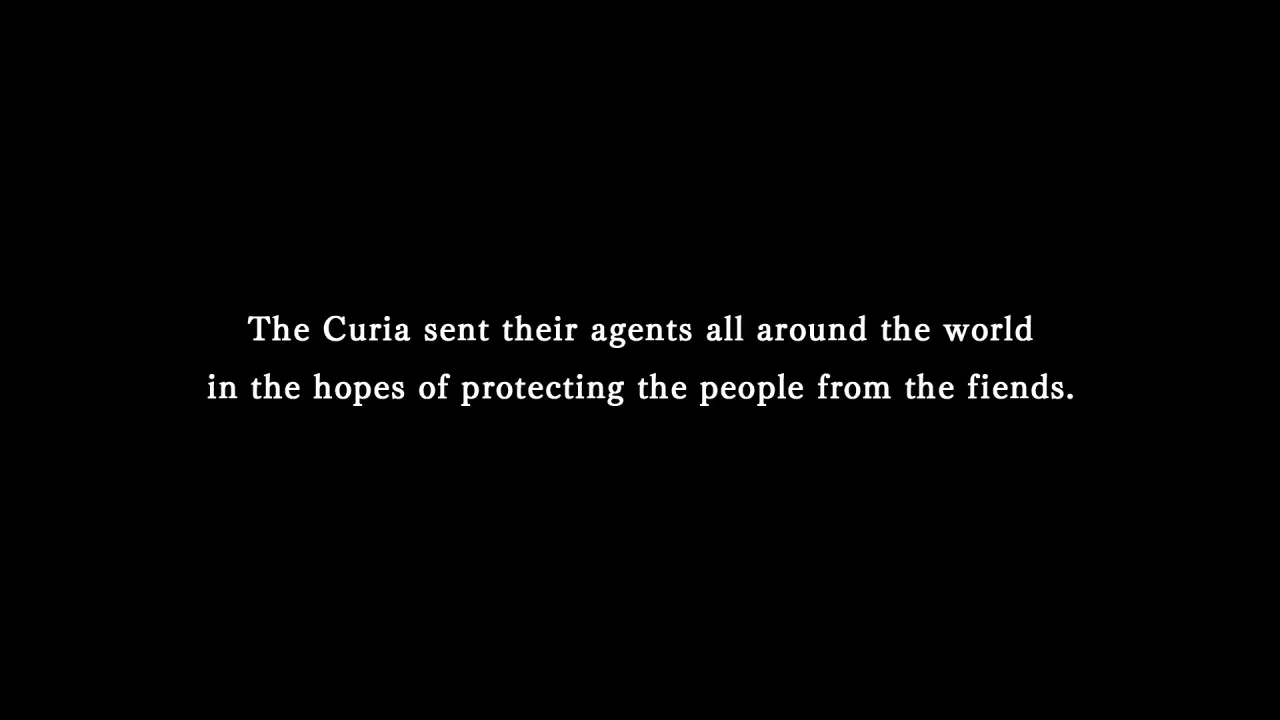 The Curia sent their agents all around the world
in the hopes of protecting the people from the fiends.